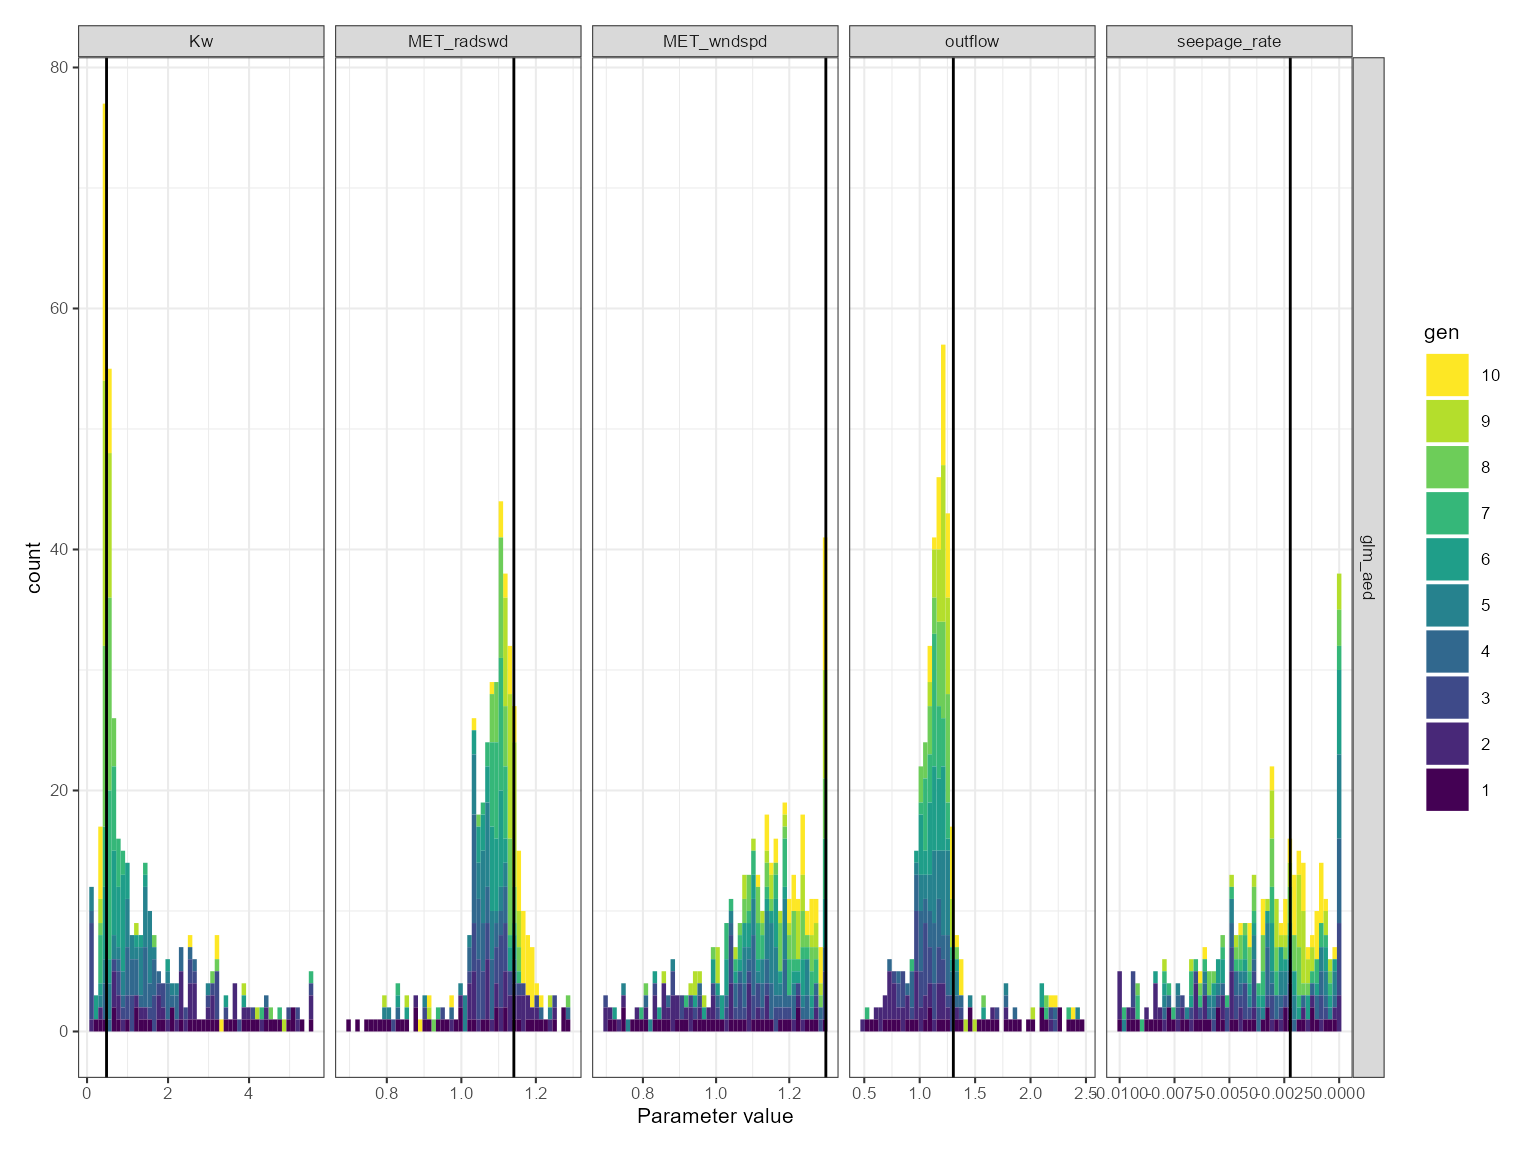 Kw MET_radswd MET_wndspd outflow seepage_rate
80
60
40
20
0
count
glm_aed
gen
10
9
8
7
6
5
4
3
2
1
0 2 4 0.8 1.0 1.2 0.8 1.0 1.2 0.5 1.0 1.5 2.0 2.5 -0.0100 -0.0075 -0.0050 -0.0025 0.0000
Parameter value